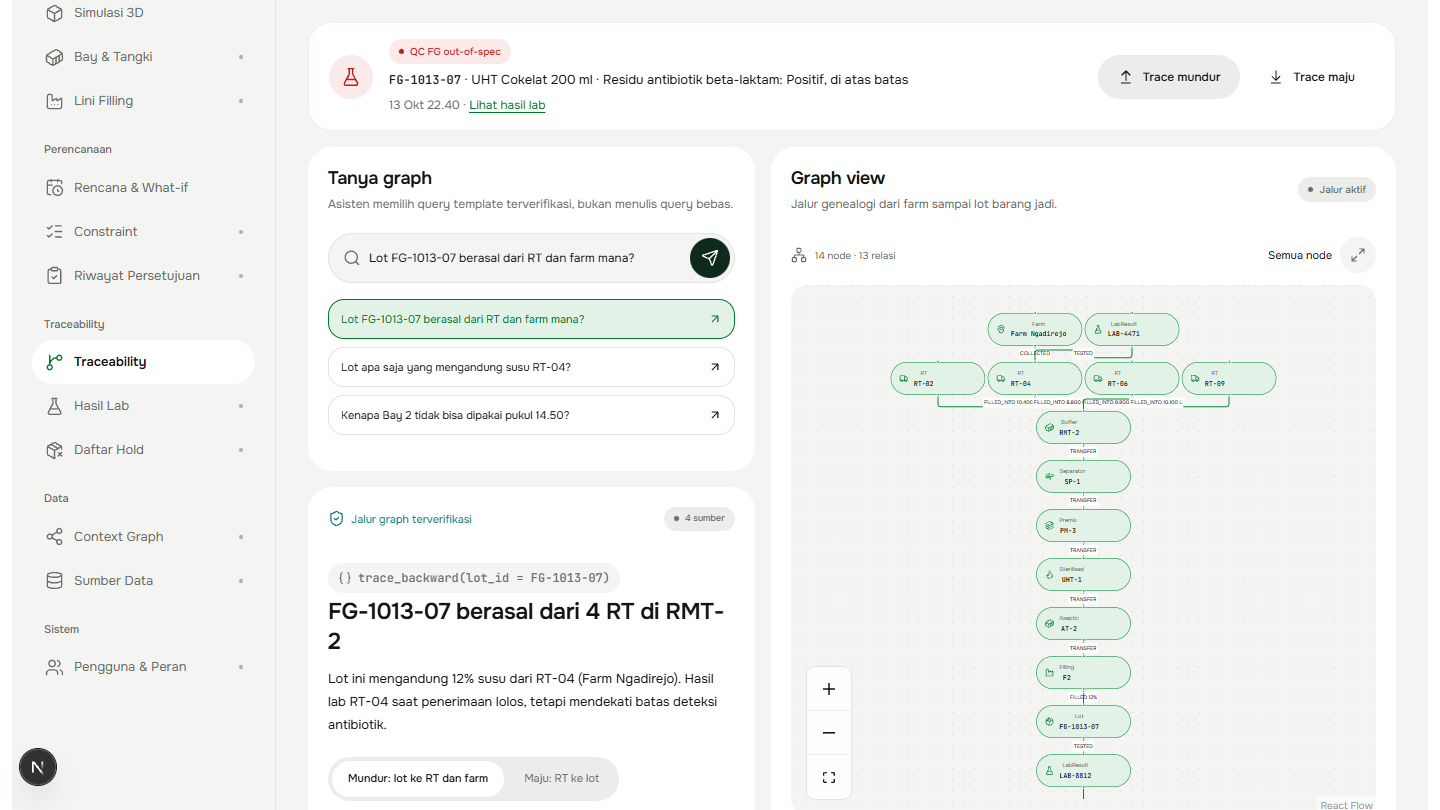 Simulasi 3D
Bay & Tangki
Lini Filling
Perencanaan
Rencana & What-if
Constraint
Riwayat Persetujuan
Traceability
Traceability
Hasil Lab
Daftar Hold
Data
Context Graph
Sumber Data
Sistem
Pengguna & Peran
N
QC FG out-of-spec
FG-1013-07 · UHT Cokelat 200 ml · Residu antibiotik beta-laktam: Positif, di atas batas
13 Okt 22.40 · Lihat hasil lab
Trace mundur
Trace maju
Tanya graph
Asisten memilih query template terverifikasi, bukan menulis query bebas.
Lot FG-1013-07 berasal dari RT dan farm mana?
Lot FG-1013-07 berasal dari RT dan farm mana?
Lot apa saja yang mengandung susu RT-04?
Kenapa Bay 2 tidak bisa dipakai pukul 14.50?
Jalur graph terverifikasi
4 sumber
{} trace_backward(lot_id = FG-1013-07)
FG-1013-07 berasal dari 4 RT di RMT-
2
Lot ini mengandung 12% susu dari RT-04 (Farm Ngadirejo). Hasil
lab RT-04 saat penerimaan lolos, tetapi mendekati batas deteksi
antibiotik.
Mundur: lot ke RT dan farm
Maju: RT ke lot
Graph view
Jalur genealogi dari farm sampai lot barang jadi.
Jalur aktif
14 node · 13 relasi
Semua node
Farm
Farm Ngadirejo
LabResult
LAB-4471
COLLECTED
TESTED
RT
RT-02
RT
RT-04
RT
RT-06
RT
RT-09
FILLED_INTO 10.400
FILLED_INTO 8.800
FILLED_INTO 9.900
FILLED_INTO 10.100 L
Buffer
RMT-2
TRANSFER
Separator
SP-1
TRANSFER
Premix
PM-3
TRANSFER
Sterilisasi
UHT-1
TRANSFER
Aseptic
AT-2
TRANSFER
Filling
F2
FILLED 12%
Lot
FG-1013-07
TESTED
LabResult
LAB-8812
React Flow